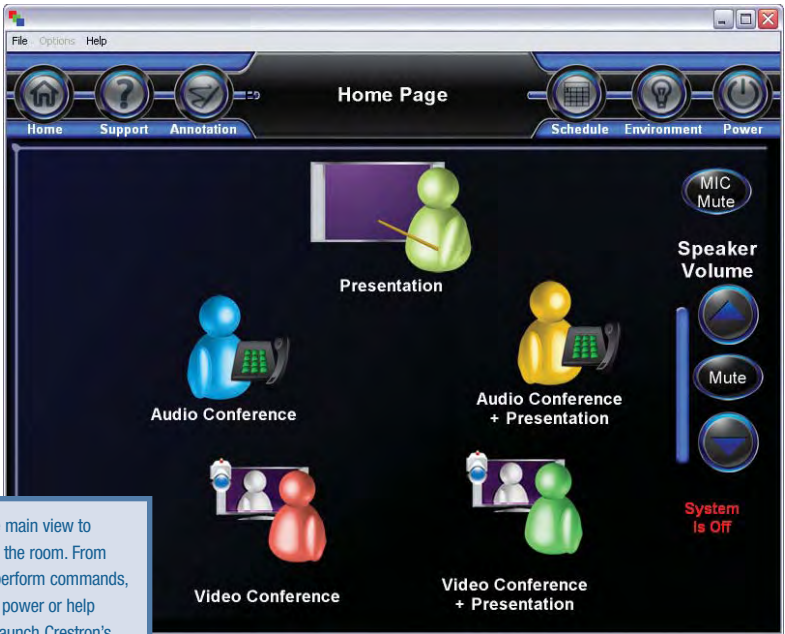 File Options Help
Home Page
Home Support Annotation
Schedule Environment Power
MIC
Mute
Presentation
Speaker
Volume
Mute
Audio Conference
Audio Conference
+ Presentation
System
Is Off
Video Conference
Video Conference
+ Presentation
main view to
the room. From
perform commands,
power or help
launch Crestron's